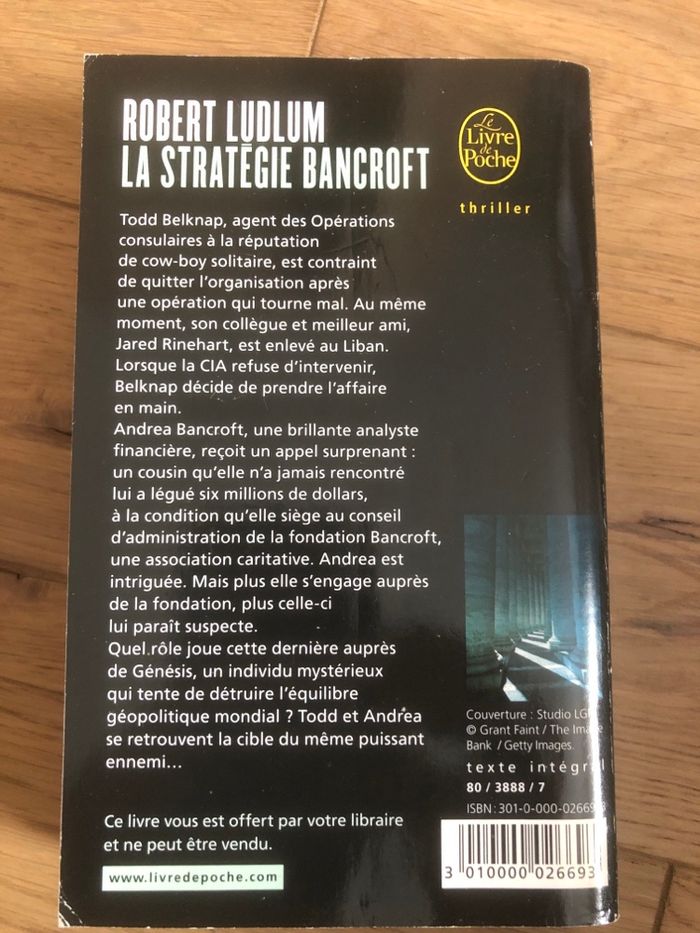 ROBERT LUDLUM
LA STRATÉGIE BANCROFT
Le
Livre
de
Poche
thriller
Todd Belknap, agent des Opérations
consulaires à la réputation
de cow-boy solitaire, est contraint
de quitter l'organisation après
une opération qui tourne mal. Au même
moment, son collègue et meilleur ami,
Jared Rinehart, est enlevé au Liban.
Lorsque la CIA refuse d'intervenir,
Belknap décide de prendre l'affaire
en main.
Andrea Bancroft, une brillante analyste
financière, reçoit un appel surprenant :
un cousin qu'elle n'a jamais rencontré
lui a légué six millions de dollars,
à la condition qu'elle siège au conseil
d'administration de la fondation Bancroft,
une association caritative. Andrea est
intriguée. Mais plus elle s'engage auprès
de la fondation, plus celle-ci
lui paraît suspecte.
Quel rôle joue cette dernière auprès
de Génésis, un individu mystérieux
qui tente de détruire l'équilibre
géopolitique mondial ? Todd et Andrea
se retrouvent la cible du même puissant
ennemi...
Ce livre vous est offert par votre libraire
et ne peut être vendu.
www.livredepoche.com
Couverture : Studio
© Grant Faint / The Image
Bank / Getty Images.
texte intégral
80 / 3888 / 7
ISBN : 301-0-000-02669
3 010000 026693